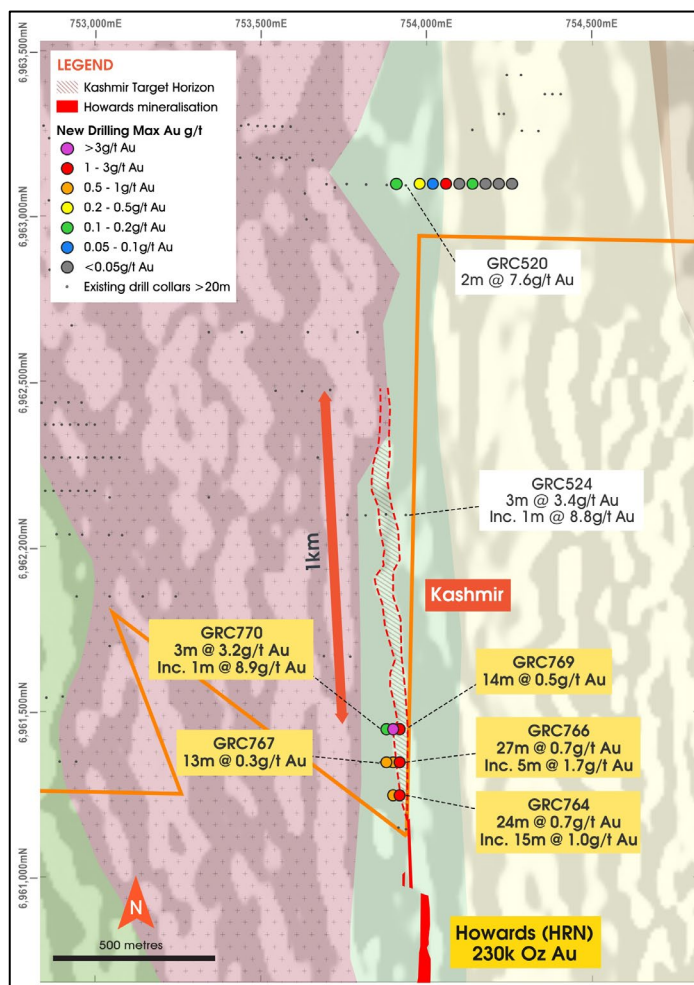 753,000mE
753,500mE
754,000mE
754,500mE
6,963,500mN
6,963,000mN
6,962,500mN
6,962,200mN
6,961,500mN
6,961,000mN
LEGEND
Kashmir Target Horizon
Howards mineralisation
New Drilling Max Au g/t
>3g/t Au
1 - 3g/t Au
0.5 - 1g/t Au
0.2 - 0.5g/t Au
0.1 - 0.2g/t Au
0.05 - 0.1g/t Au
<0.05g/t Au
Existing drill collars >20m
GRC520
2m @ 7.6g/t Au
GRC524
3m @ 3.4g/t Au
Inc. 1m @ 8.8g/t Au
1km
Kashmir
GRC770
3m @ 3.2g/t Au
Inc. 1m @ 8.9g/t Au
GRC769
14m @ 0.5g/t Au
GRC767
13m @ 0.3g/t Au
GRC766
27m @ 0.7g/t Au
Inc. 5m @ 1.7g/t Au
GRC764
24m @ 0.7g/t Au
Inc. 15m @ 1.0g/t Au
N
500 metres
Howards (HRN)
230k Oz Au